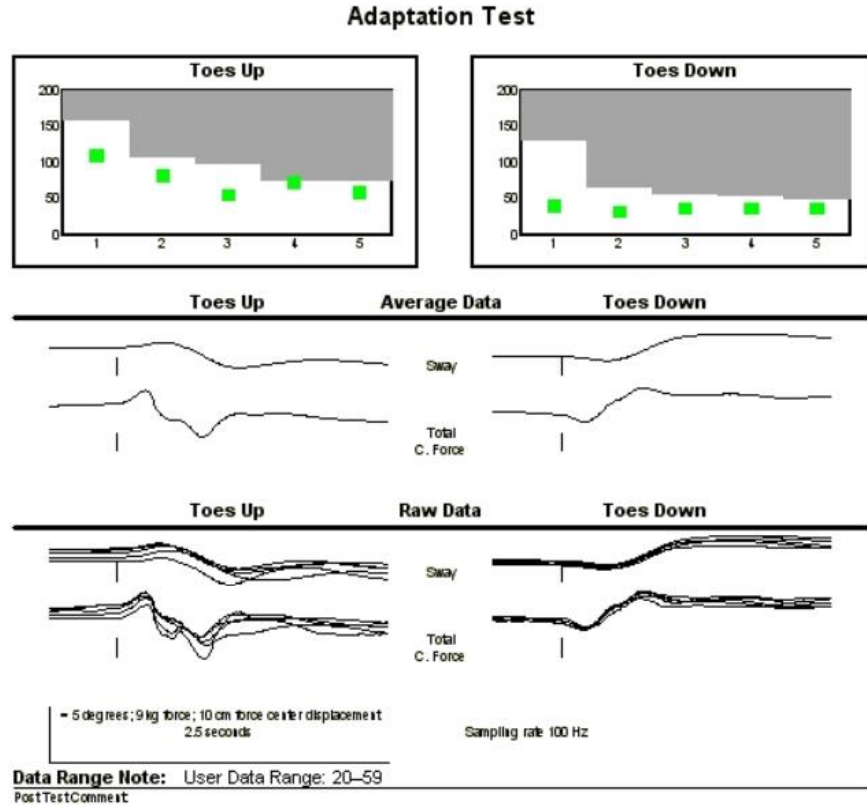 Adaptation Test
Toes Up
200
150
100
50
0
1 2 3 4 5
Toes Down
200
150
100
50
0
1 2 3 4 5
Toes Up Average Data Toes Down
Sway
Total
C. Force
Toes Up Raw Data Toes Down
Sway
Total
C. Force
= 5 degrees; 9 kg force; 10 cm force center displacement
2.5 seconds
Sampling rate 100 Hz
Data Range Note: User Data Range: 20–59
Post Test Comment: